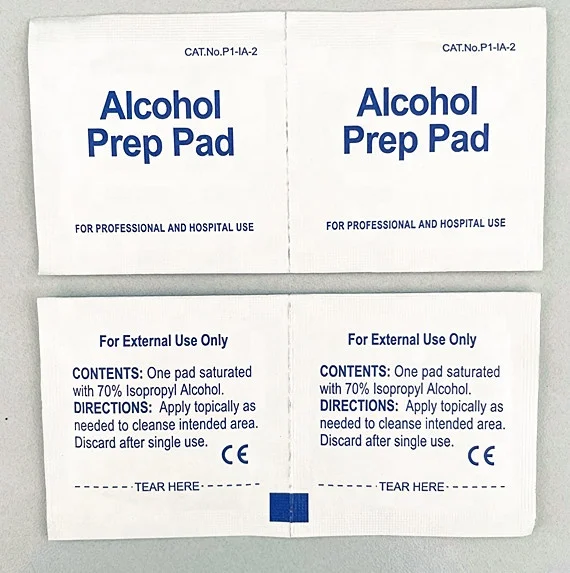 CAT.No.P1-IA-2
Alcohol
Prep Pad
FOR PROFESSIONAL AND HOSPITAL USE
CAT.No.P1-IA-2
Alcohol
Prep Pad
FOR PROFESSIONAL AND HOSPITAL USE
For External Use Only
CONTENTS: One pad saturated
with 70% Isopropyl Alcohol.
DIRECTIONS: Apply topically as
needed to cleanse intended area.
Discard after single use.
CE
TEAR HERE
For External Use Only
CONTENTS: One pad saturated
with 70% Isopropyl Alcohol.
DIRECTIONS: Apply topically as
needed to cleanse intended area.
Discard after single use.
CE
TEAR HERE